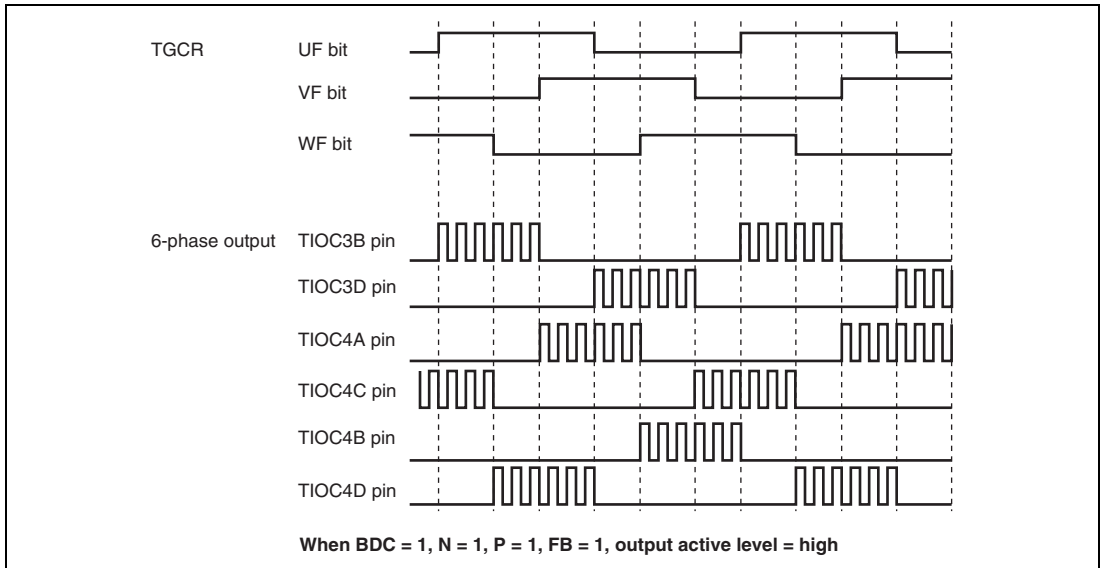 TGCR UF bit
VF bit
WF bit
6-phase output TIOC3B pin
TIOC3D pin
TIOC4A pin
TIOC4C pin
TIOC4B pin
TIOC4D pin
When BDC = 1, N = 1, P = 1, FB = 1, output active level = high